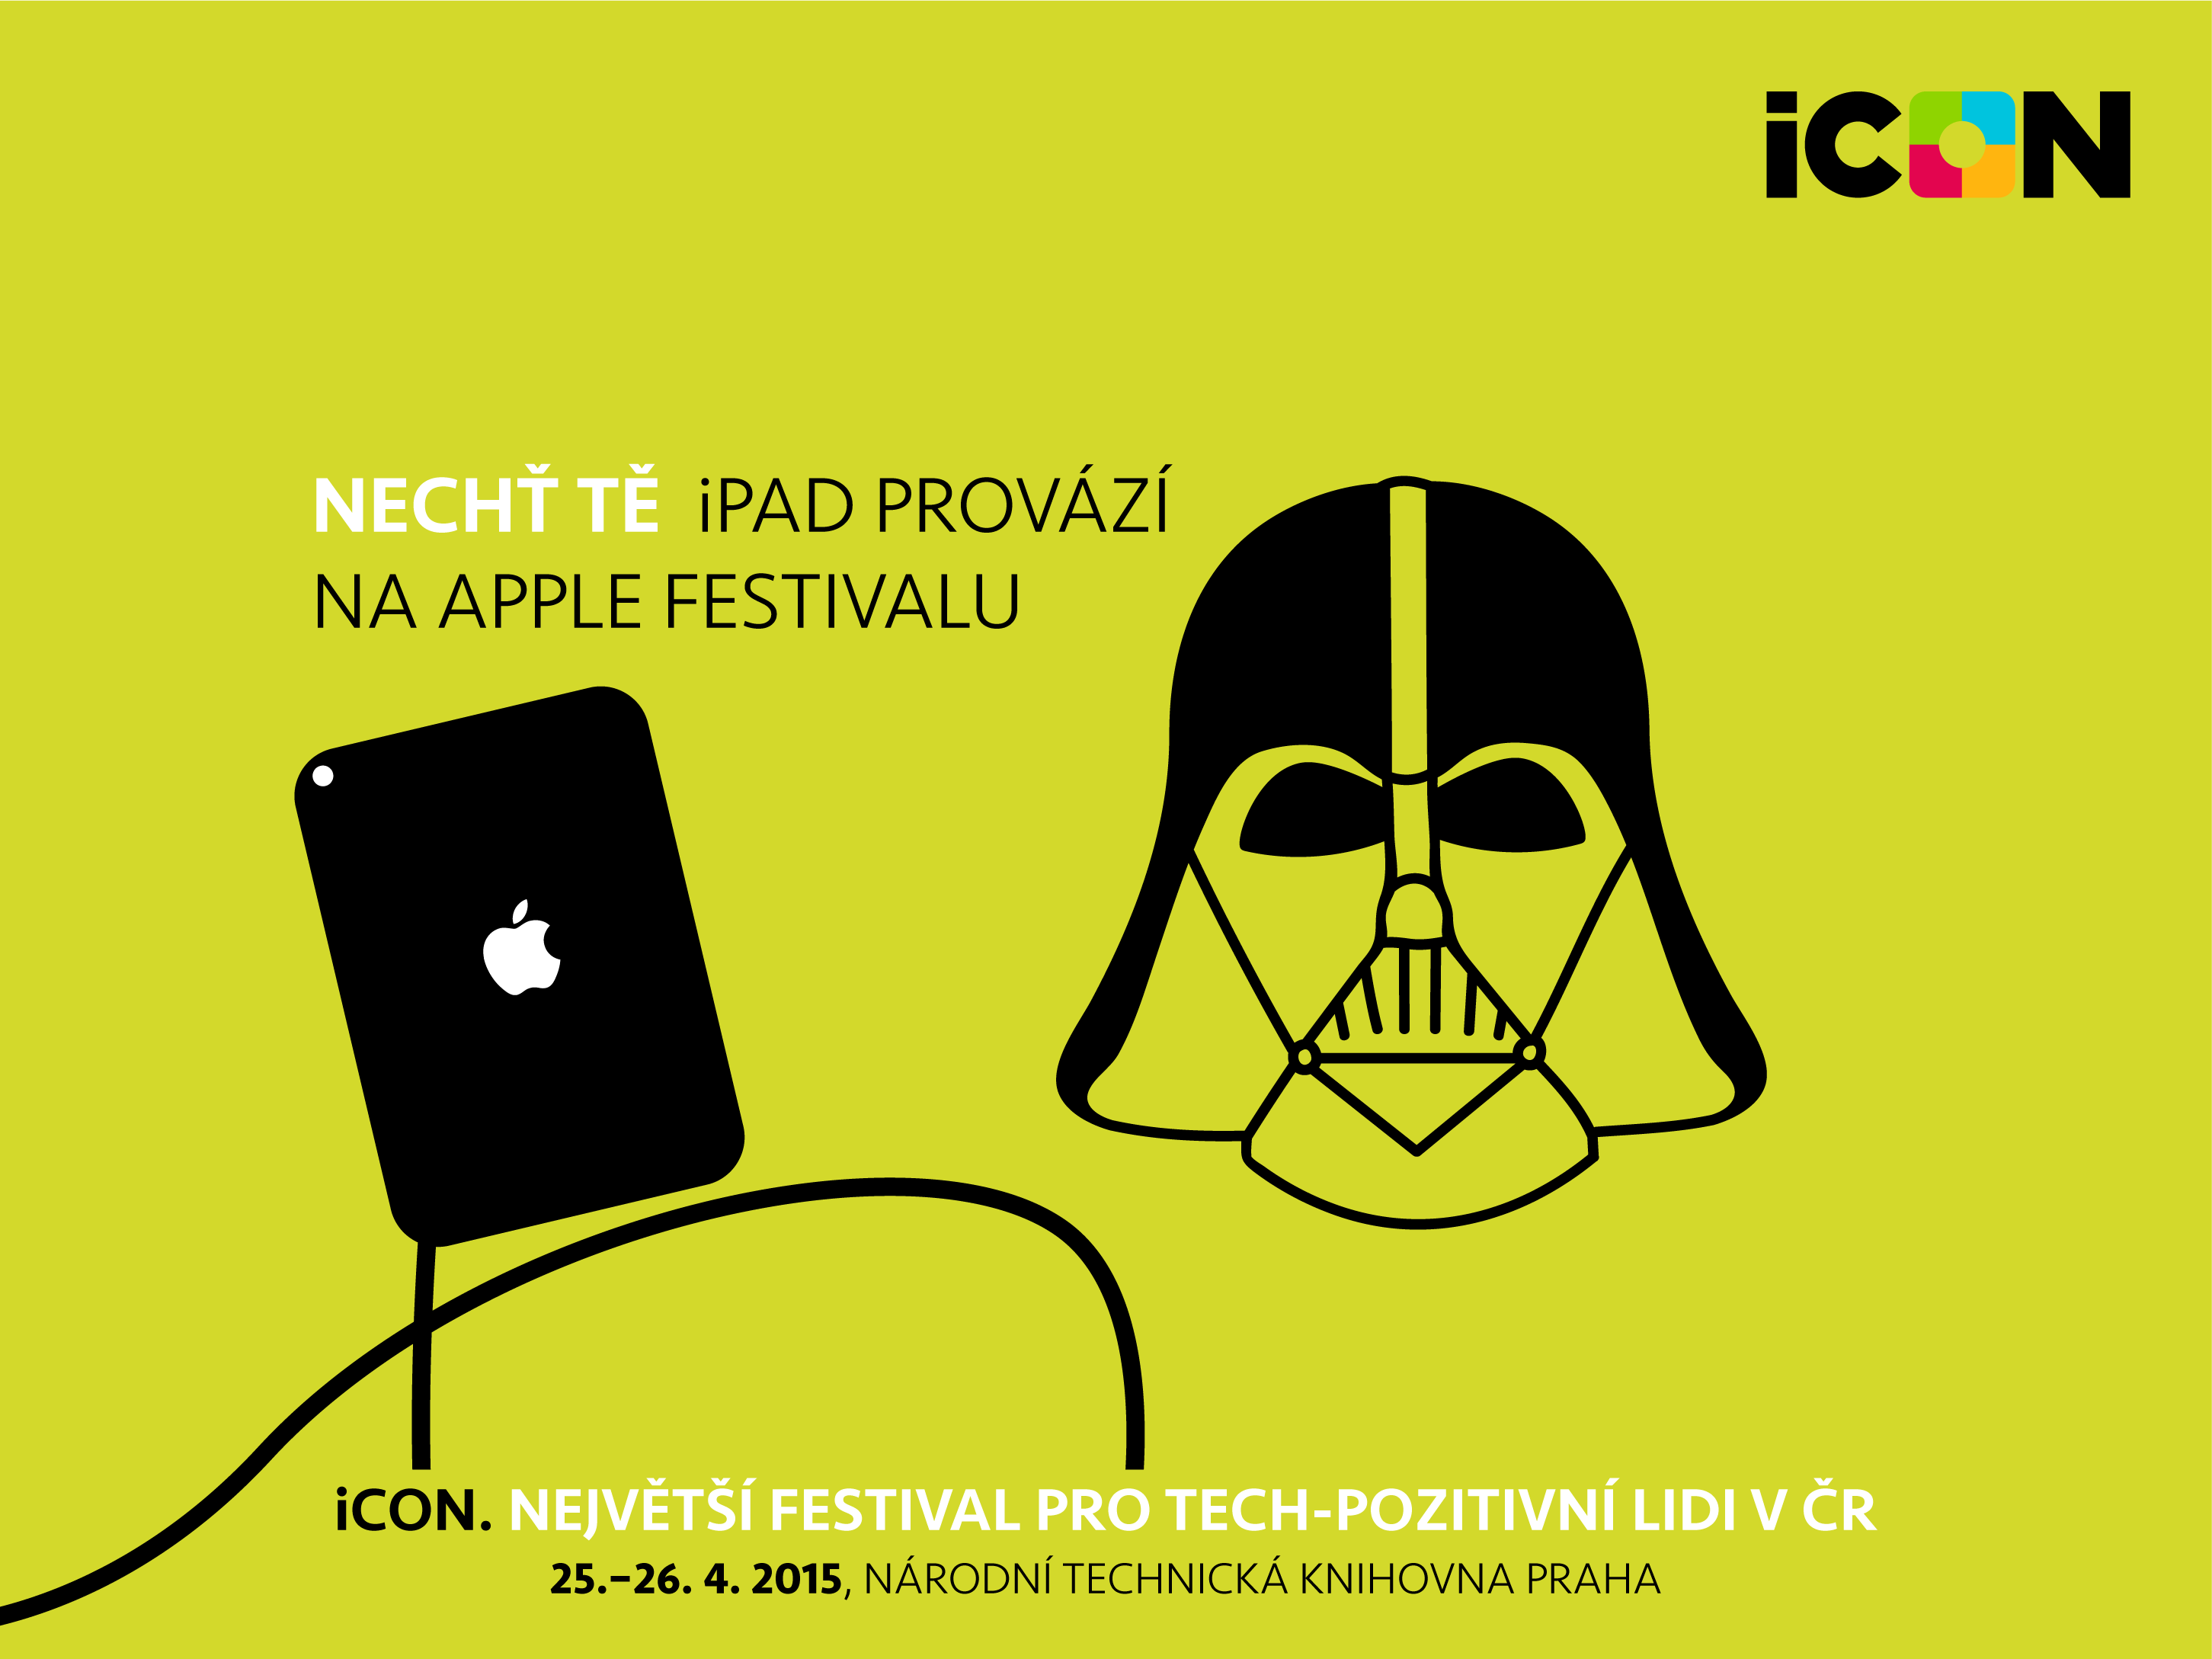 iCON
NECHŤ TĚ iPAD PROVÁZÍ
NA APPLE FESTIVALU
iCON. NEJVĚTŠÍ FESTIVAL PRO TECH-POZITIVNÍ LIDI V ČR
25.–26. 4. 2015, NÁRODNÍ TECHNICKÁ KNIHOVNA PRAHA